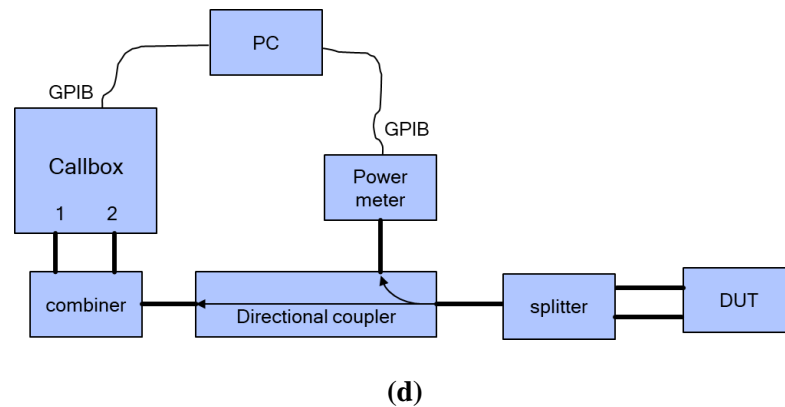 PC
GPIB
GPIB
Callbox
1 2
Power
meter
combiner
Directional coupler
splitter
DUT
(d)